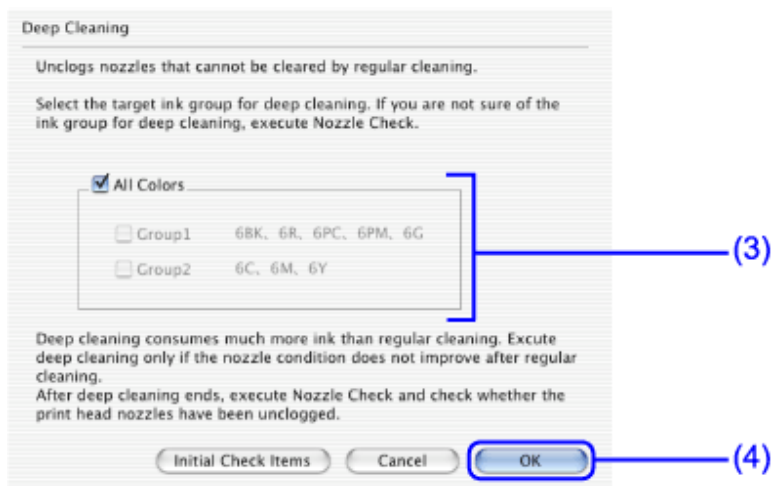 Deep Cleaning
Unclogs nozzles that cannot be cleared by regular cleaning.
Select the target ink group for deep cleaning. If you are not sure of the
ink group for deep cleaning, execute Nozzle Check.
All Colors
Group1 6BK、6R、6PC、6PM、6G
(3)
Group2 6C、6M、6Y
Deep cleaning consumes much more ink than regular cleaning. Excute
deep cleaning only if the nozzle condition does not improve after regular
cleaning.
After deep cleaning ends, execute Nozzle Check and check whether the
print head nozzles have been unclogged.
Initial Check Items Cancel OK (4)